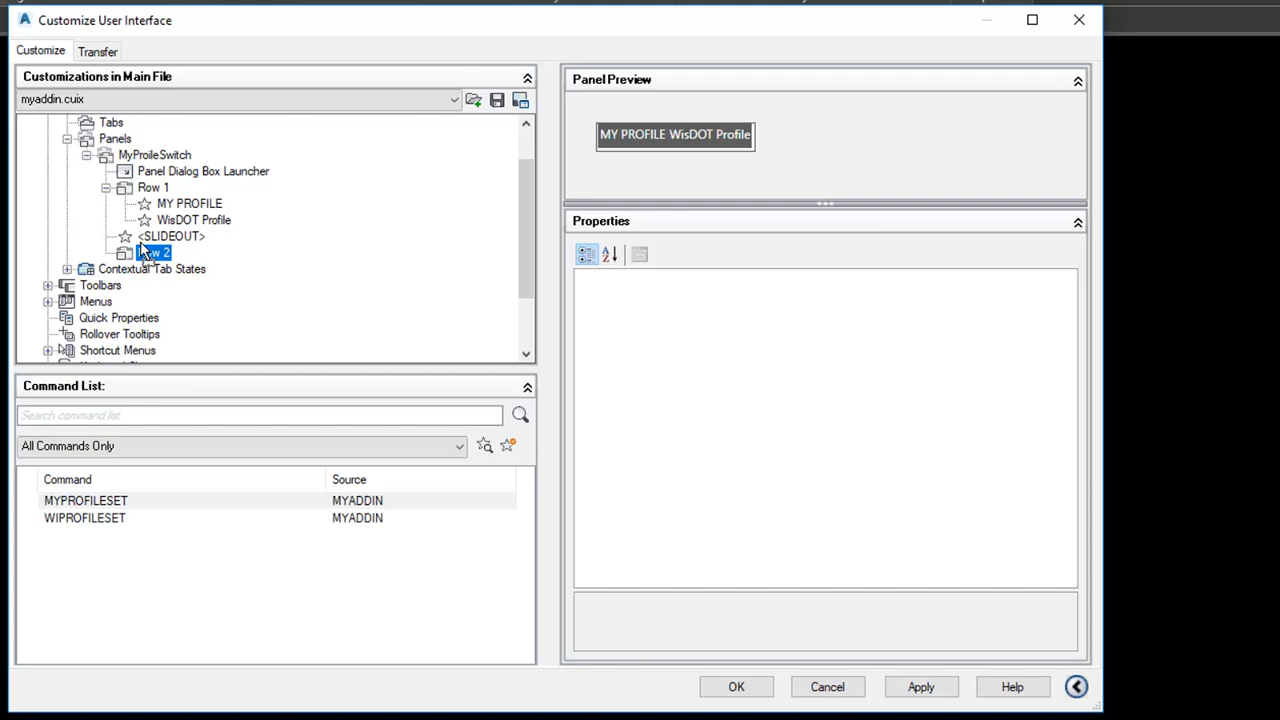 Customize User Interface
Customize Transfer
Customizations in Main File
myaddin.cuix
Tabs
Panels
MyProileSwitch
Panel Dialog Box Launcher
Row 1
MY PROFILE
WisDOT Profile
<SLIDEOUT>
Row 2
Contextual Tab States
Toolbars
Menus
Quick Properties
Rollover Tooltips
Shortcut Menus
Command List:
Search command list
All Commands Only
Command Source
MYPROFILESET MYADDIN
WIPROFILESET MYADDIN
Panel Preview
MY PROFILE WisDOT Profile
Properties
OK Cancel Apply Help